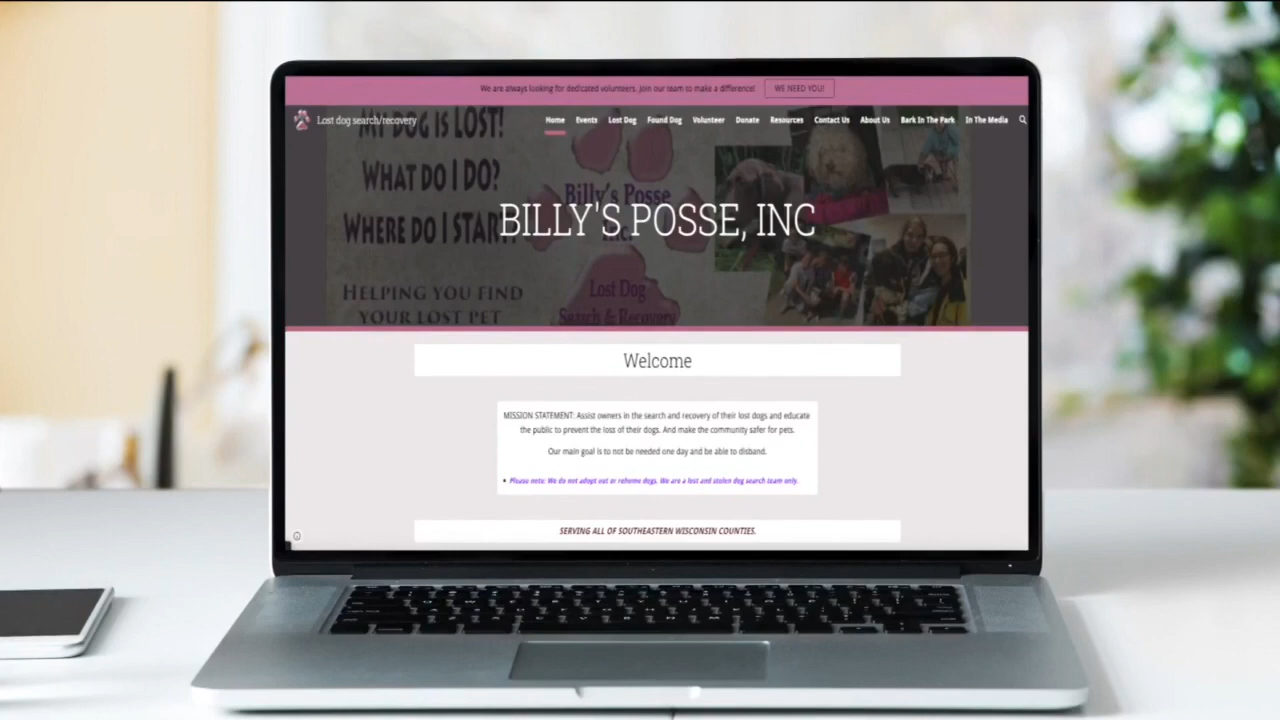 We are always looking for dedicated volunteers. Join our team to make a difference! WE NEED YOU!
Lost dog search/recovery Home Events Lost Dog Found Dog Volunteer Donate Resources Contact Us About Us Bark In The Park In The Media
MY DOG IS LOST!
WHAT DO I DO?
WHERE DO I START?
HELPING YOU FIND
YOUR LOST PET
Billy's Posse
Inc.
Lost Dog
Search & Recovery
BILLY'S POSSE, INC
Welcome
MISSION STATEMENT: Assist owners in the search and recovery of their lost dogs and educate
the public to prevent the loss of their dogs. And make the community safer for pets.
Our main goal is to not be needed one day and be able to disband.
• Please note: We do not adopt out or rehome dogs. We are a lost and stolen dog search team only.
SERVING ALL OF SOUTHEASTERN WISCONSIN COUNTIES.